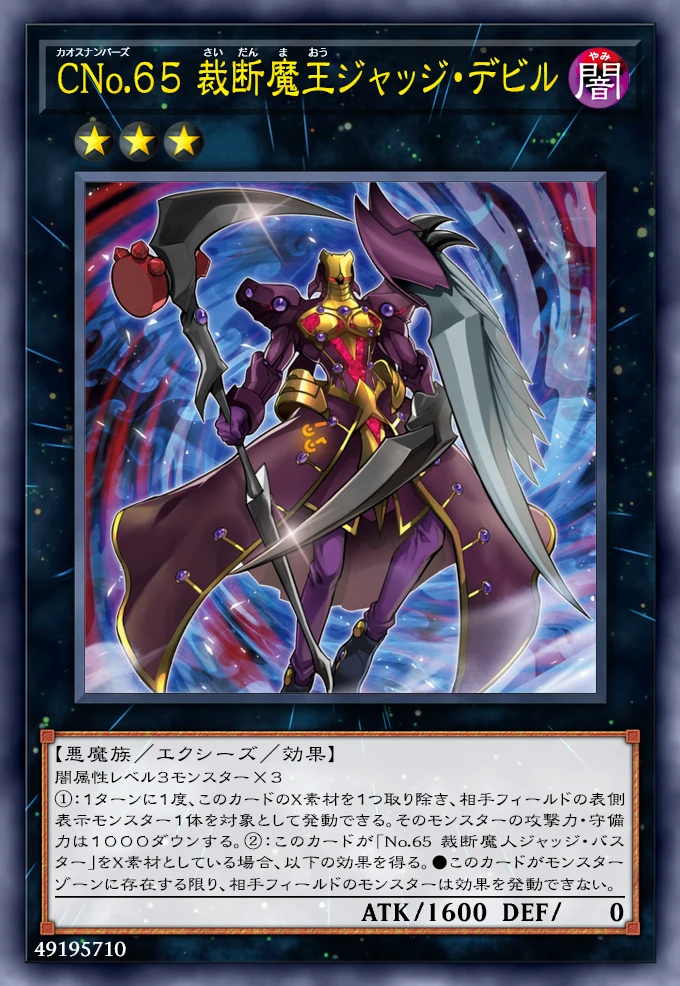 カオスナンバーズ さいだんまおう
CNo.65 裁断魔王ジャッジ・デビル
やみ
闇
65
【悪魔族／エクシーズ／効果】
闇属性レベル3モンスター×3
①：1ターンに1度、このカードのX素材を1つ取り除き、相手フィールドの表側
表示モンスター1体を対象として発動できる。そのモンスターの攻撃力・守備
力は1000ダウンする。②：このカードが「No.65 裁断魔人ジャッジ・バス
ター」をX素材としている場合、以下の効果を得る。●このカードがモンスター
ゾーンに存在する限り、相手フィールドのモンスターは効果を発動できない。
ATK/1600 DEF/ 0
49195710